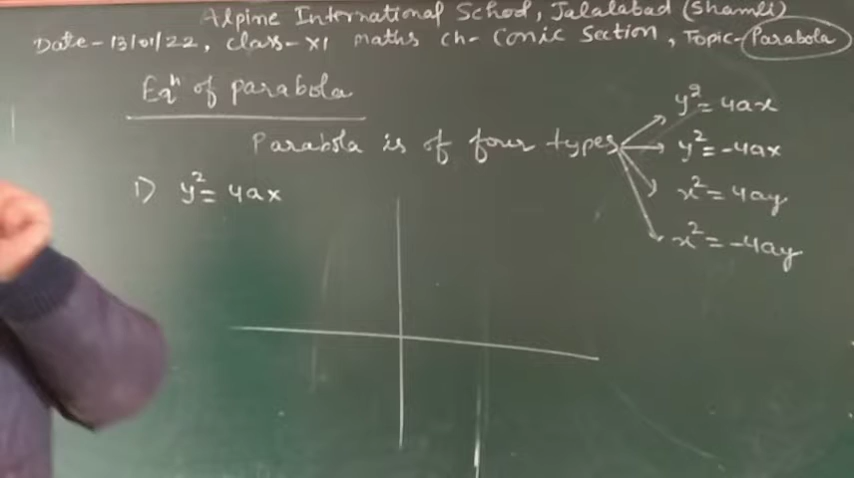 Alpine International School, Jalalabad (Shamli)
Date-13/01/22, class-XI maths ch- Conic Section, Topic-Parabola
Eqⁿ of parabola
Parabola is of four types
y²=4ax
y²=-4ax
x²=4ay
x²=-4ay
1) y²=4ax